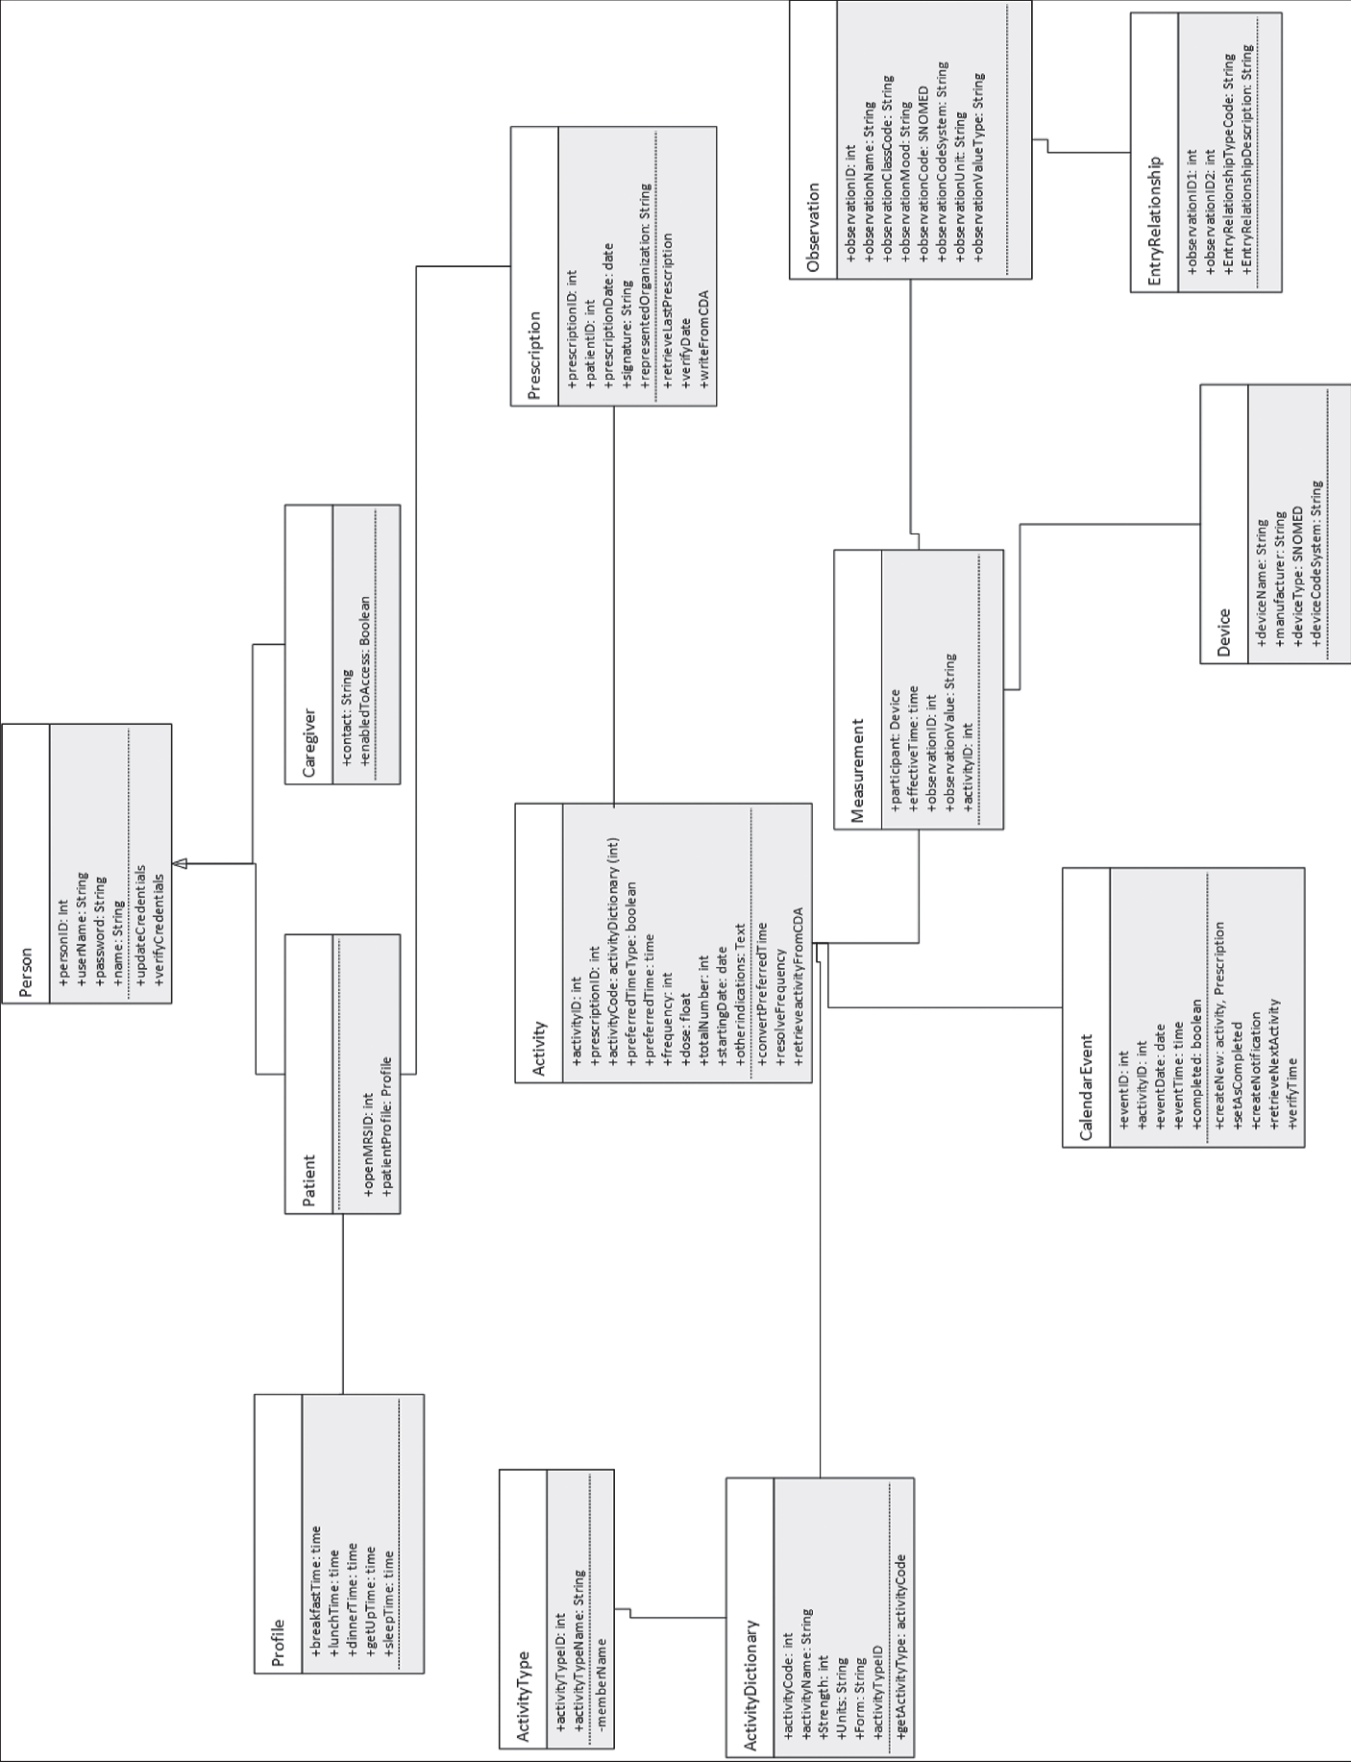 Person
+personID: Int
+userName: String
+password: String
+name: String
+updateCredentials
+verifyCredentials
Profile
+breakfastTime: time
+lunchTime: time
+dinnerTime: time
+getUpTime: time
+sleepTime: time
Patient
+openMRSID: int
+patientProfile: Profile
Caregiver
+contact: String
+enabledToAccess: Boolean
ActivityType
+activityTypeID: int
+activityTypeName: String
-memberName
Activity
+activityID: int
+prescriptionID: int
+activityCode: activityDictionary (int)
+preferredTimeType: boolean
+preferredTime: time
+frequency: int
+dose: float
+totalNumber: int
+startingDate: date
+otherindications: Text
+convertPreferredTime
+resolveFrequency
+retrieveactivityFromCDA
Prescription
+prescriptionID: int
+patientID: int
+prescriptionDate: date
+signature: String
+representedOrganization: String
+retrieveLastPrescription
+verifyDate
+writeFromCDA
ActivityDictionary
+activityCode: int
+activityName: String
+Strength: int
+Units: String
+Form: String
+activityTypeID
+getActivityType: activityCode
Measurement
+participant: Device
+effectiveTime: time
+observationID: int
+observationValue: String
+activityID: int
Observation
+observationID: int
+observationName: String
+observationClassCode: String
+observationMood: String
+observationCode: SNOMED
+observationCodeSystem: String
+observationUnit: String
+observationValueType: String
CalendarEvent
+eventID: int
+activityID: int
+eventDate: date
+eventTime: time
+completed: boolean
+createNew: activity, Prescription
+setAsCompleted
+createNotification
+retrieveNextActivity
+verifyTime
Device
+deviceName: String
+manufacturer: String
+deviceType: SNOMED
+deviceCodeSystem: String
EntryRelationship
+observationID1: int
+observationID2: int
+EntryRelationshipTypeCode: String
+EntryRelationshipDescription: String